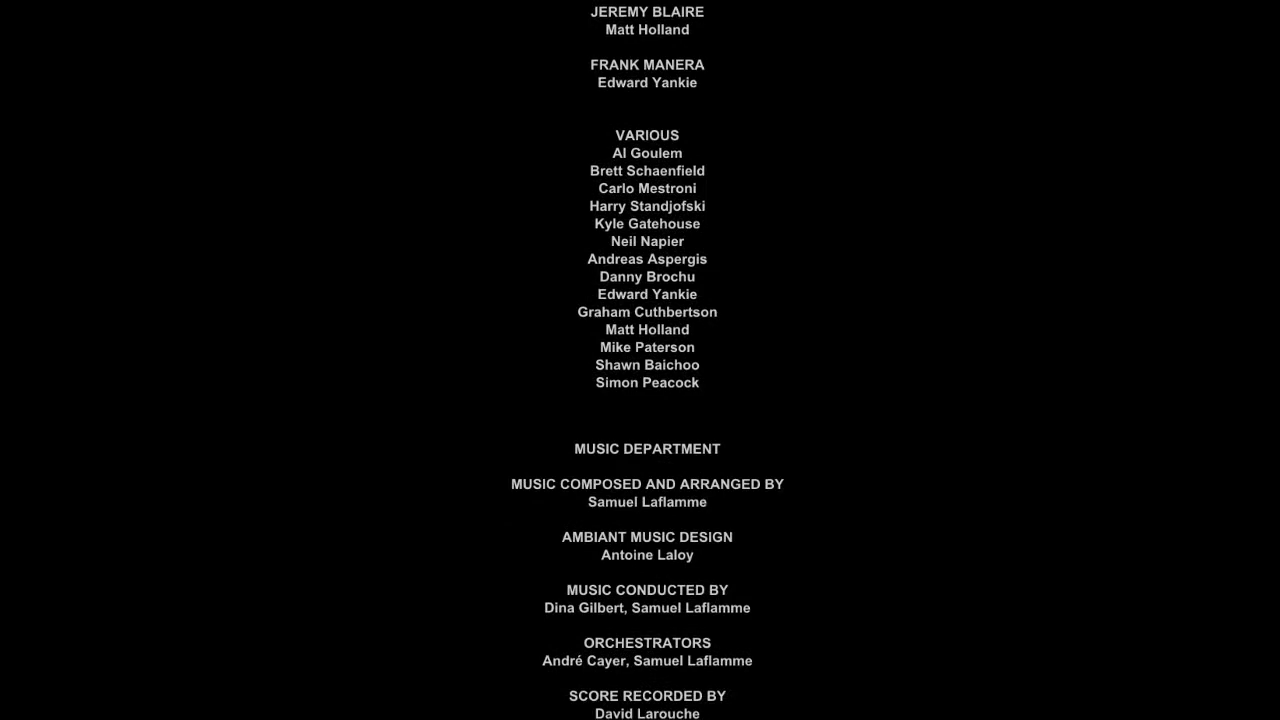 JEREMY BLAIRE
Matt Holland
FRANK MANERA
Edward Yankie
VARIOUS
Al Goulem
Brett Schaenfield
Carlo Mestroni
Harry Standjofski
Kyle Gatehouse
Neil Napier
Andreas Aspergis
Danny Brochu
Edward Yankie
Graham Cuthbertson
Matt Holland
Mike Paterson
Shawn Baichoo
Simon Peacock
MUSIC DEPARTMENT
MUSIC COMPOSED AND ARRANGED BY
Samuel Laflamme
AMBIANT MUSIC DESIGN
Antoine Laloy
MUSIC CONDUCTED BY
Dina Gilbert, Samuel Laflamme
ORCHESTRATORS
André Cayer, Samuel Laflamme
SCORE RECORDED BY
David Larouche